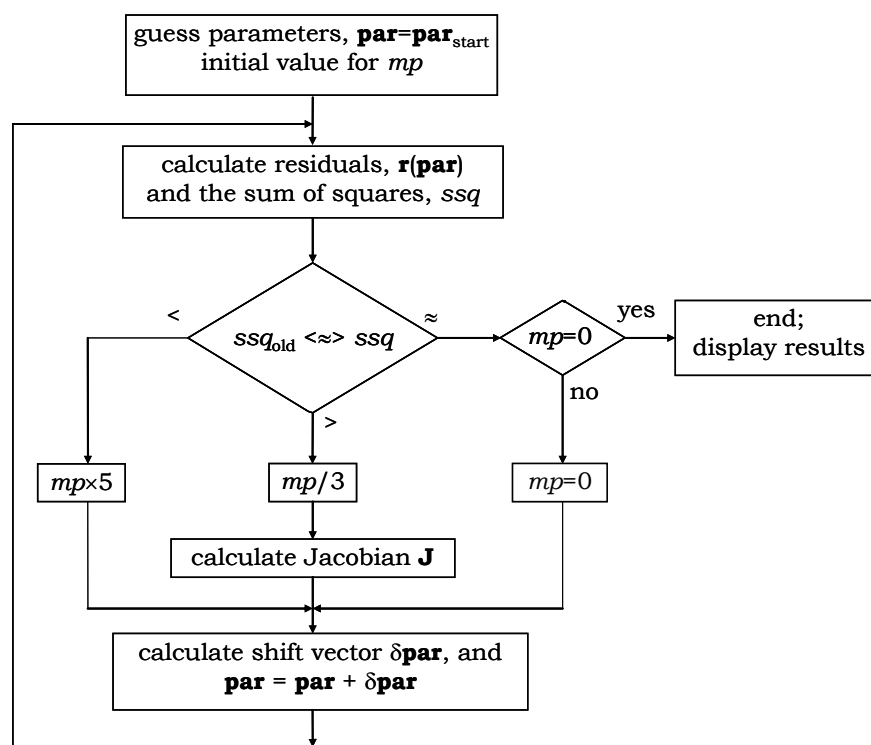 guess parameters, par=par_start
initial value for mp
calculate residuals, r(par)
and the sum of squares, ssq
<
ssq_old <≈> ssq
≈
>
mp=0
yes
no
end;
display results
mp×5
mp/3
mp=0
calculate Jacobian J
calculate shift vector δpar, and
par = par + δpar